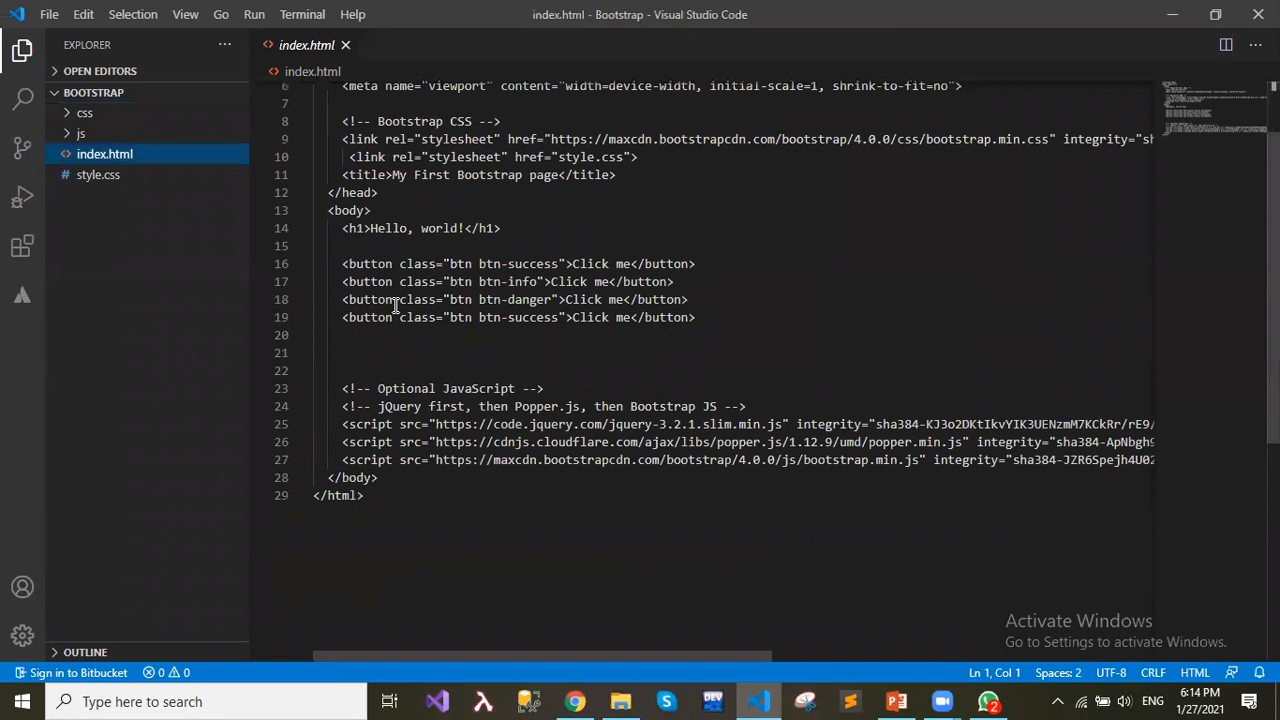 File Edit Selection View Go Run Terminal Help index.html - Bootstrap - Visual Studio Code
EXPLORER
index.html
OPEN EDITORS
index.html
BOOTSTRAP
css
js
index.html
style.css
6 <meta name="viewport" content="width=device-width, initial-scale=1, shrink-to-fit=no">
7
8 <!-- Bootstrap CSS -->
9 <link rel="stylesheet" href="https://maxcdn.bootstrapcdn.com/bootstrap/4.0.0/css/bootstrap.min.css" integrity="sh
10 <link rel="stylesheet" href="style.css">
11 <title>My First Bootstrap page</title>
12 </head>
13 <body>
14 <h1>Hello, world!</h1>
15
16 <button class="btn btn-success">Click me</button>
17 <button class="btn btn-info">Click me</button>
18 <button class="btn btn-danger">Click me</button>
19 <button class="btn btn-success">Click me</button>
20
21
22
23 <!-- Optional JavaScript -->
24 <!-- jQuery first, then Popper.js, then Bootstrap JS -->
25 <script src="https://code.jquery.com/jquery-3.2.1.slim.min.js" integrity="sha384-KJ3o2DKtIkvYIK3UENzmM7KCkRr/rE9/
26 <script src="https://cdnjs.cloudflare.com/ajax/libs/popper.js/1.12.9/umd/popper.min.js" integrity="sha384-ApNbgh9
27 <script src="https://maxcdn.bootstrapcdn.com/bootstrap/4.0.0/js/bootstrap.min.js" integrity="sha384-JZR6Spejh4U02
28 </body>
29 </html>
Activate Windows
Go to Settings to activate Windows.
OUTLINE
Sign in to Bitbucket 0 0 Ln 1, Col 1 Spaces: 2 UTF-8 CRLF HTML
Type here to search
DEV
2
ENG
6:14 PM
1/27/2021